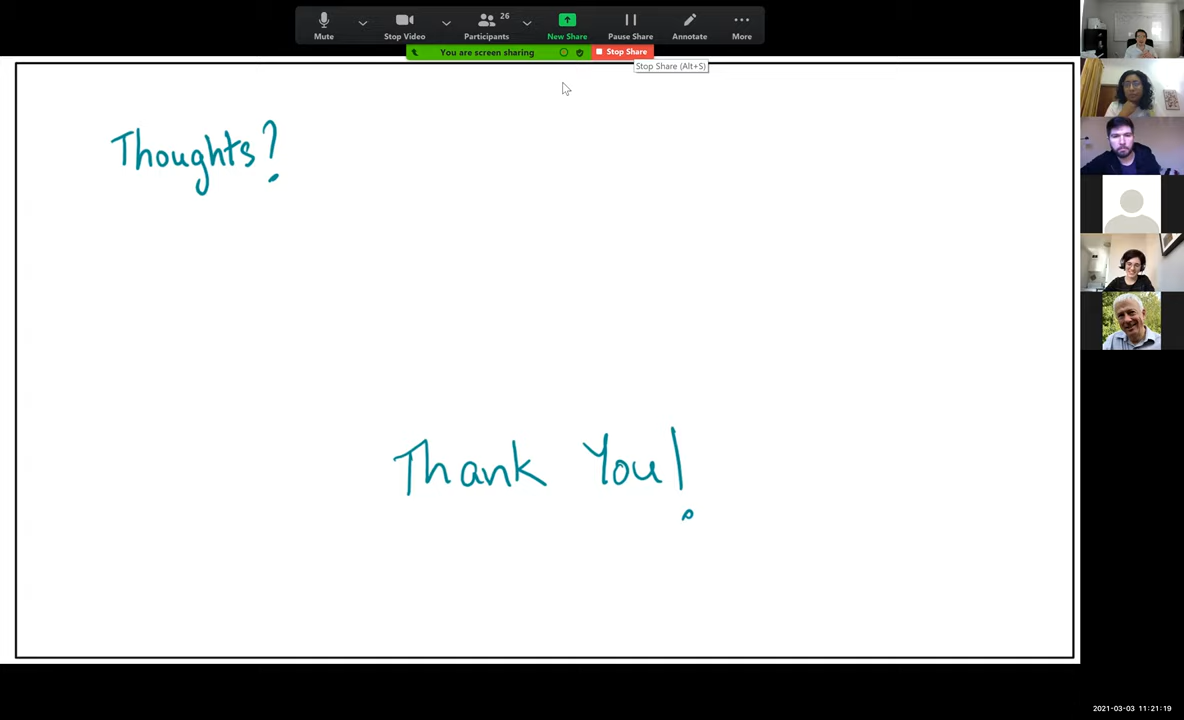 26
Mute
Stop Video
Participants
New Share
Pause Share
Annotate
More
You are screen sharing
Stop Share
Stop Share (Alt+S)
Thoughts?
Thank You!
2021-03-03 11:21:19